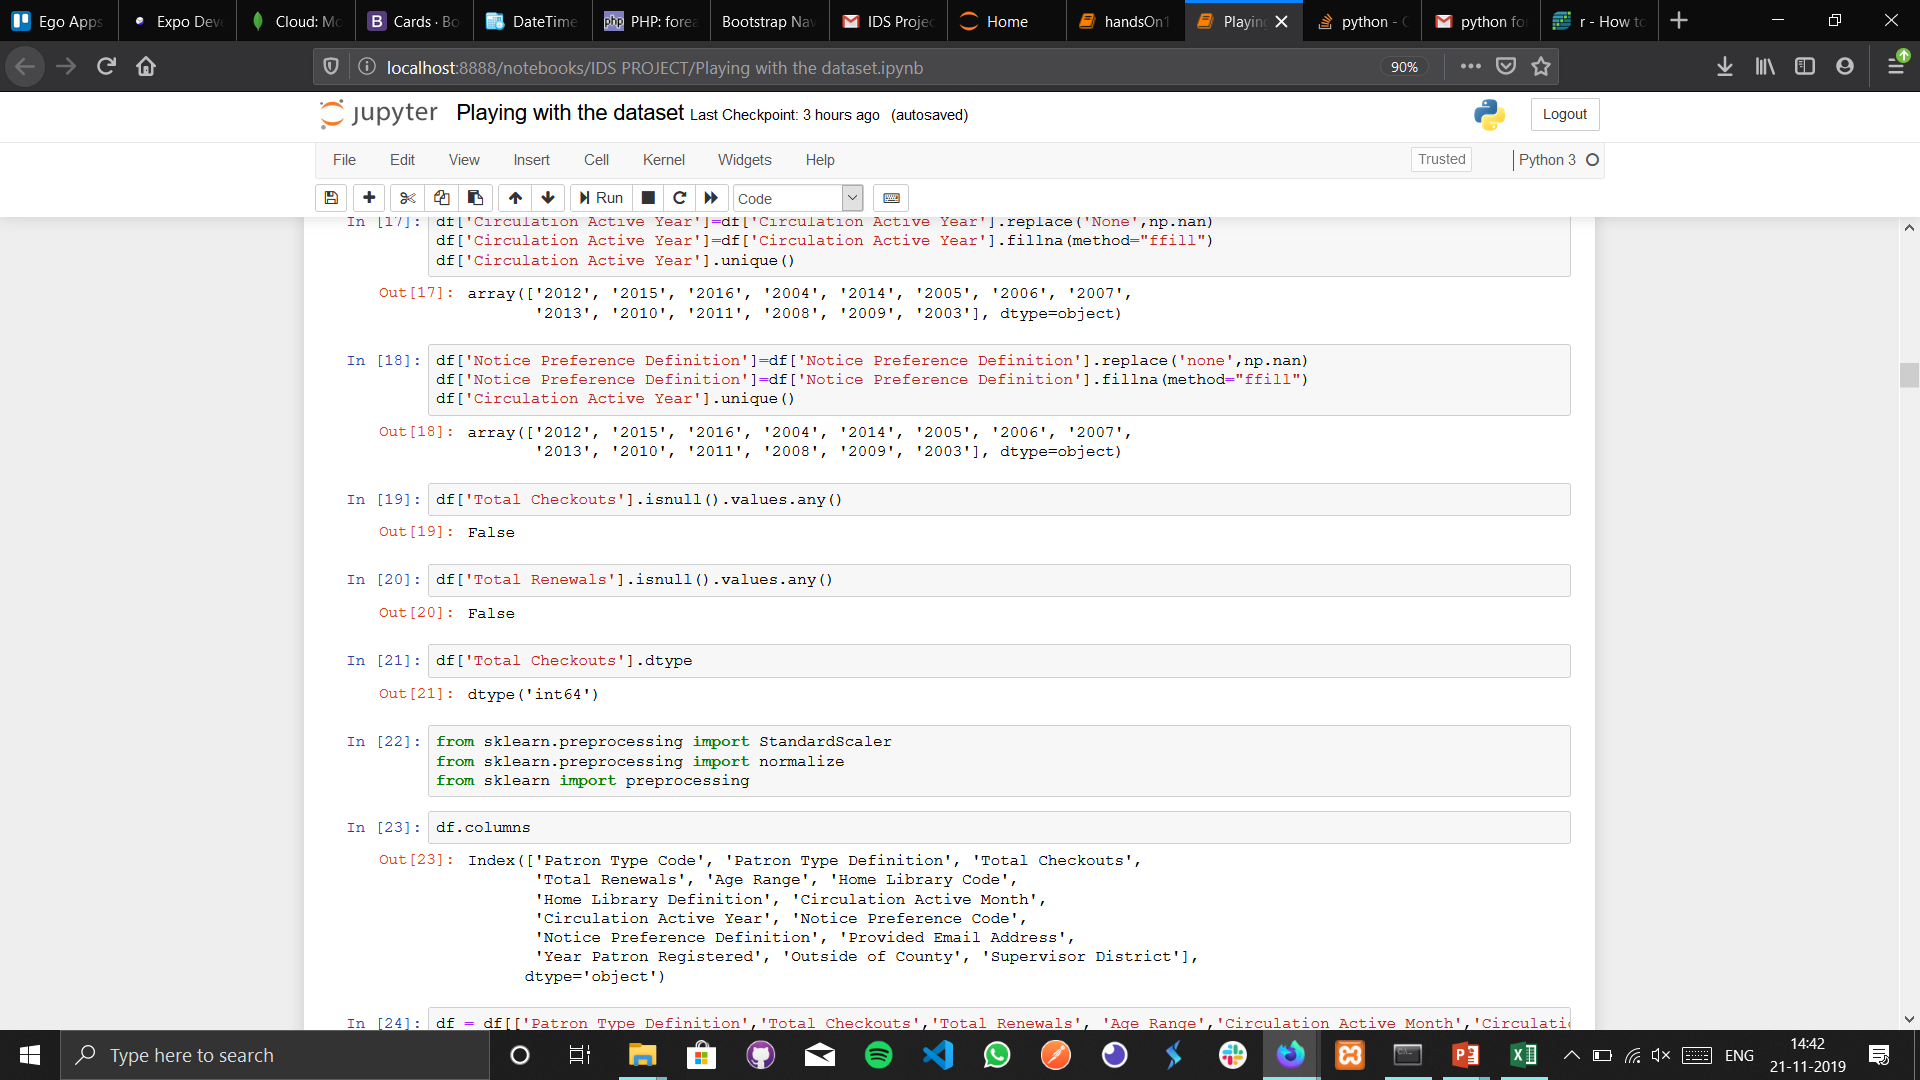 Ego Apps
Expo Dev
Cloud: Mo
Cards · Bo
DateTime
PHP: forea
Bootstrap Nav
IDS Projec
Home
handsOn1
Playing
python - C
python fo
r - How to
localhost:8888/notebooks/IDS PROJECT/Playing with the dataset.ipynb
90%
jupyter Playing with the dataset Last Checkpoint: 3 hours ago (autosaved)
Logout
File Edit View Insert Cell Kernel Widgets Help
Trusted
Python 3
Run
Code
In [17]: df['Circulation Active Year']=df['Circulation Active Year'].replace('None',np.nan)
df['Circulation Active Year']=df['Circulation Active Year'].fillna(method="ffill")
df['Circulation Active Year'].unique()
Out[17]: array(['2012', '2015', '2016', '2004', '2014', '2005', '2006', '2007',
'2013', '2010', '2011', '2008', '2009', '2003'], dtype=object)
In [18]: df['Notice Preference Definition']=df['Notice Preference Definition'].replace('none',np.nan)
df['Notice Preference Definition']=df['Notice Preference Definition'].fillna(method="ffill")
df['Circulation Active Year'].unique()
Out[18]: array(['2012', '2015', '2016', '2004', '2014', '2005', '2006', '2007',
'2013', '2010', '2011', '2008', '2009', '2003'], dtype=object)
In [19]: df['Total Checkouts'].isnull().values.any()
Out[19]: False
In [20]: df['Total Renewals'].isnull().values.any()
Out[20]: False
In [21]: df['Total Checkouts'].dtype
Out[21]: dtype('int64')
In [22]: from sklearn.preprocessing import StandardScaler
from sklearn.preprocessing import normalize
from sklearn import preprocessing
In [23]: df.columns
Out[23]: Index(['Patron Type Code', 'Patron Type Definition', 'Total Checkouts',
'Total Renewals', 'Age Range', 'Home Library Code',
'Home Library Definition', 'Circulation Active Month',
'Circulation Active Year', 'Notice Preference Code',
'Notice Preference Definition', 'Provided Email Address',
'Year Patron Registered', 'Outside of County', 'Supervisor District'],
dtype='object')
In [24]: df = df[['Patron Type Definition','Total Checkouts','Total Renewals', 'Age Range','Circulation Active Month','Circulatio
Type here to search
ENG
14:42
21-11-2019